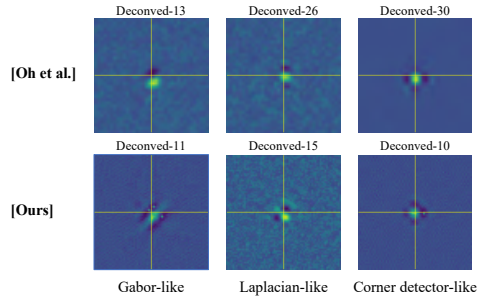 Deconved-13 Deconved-26 Deconved-30
[Oh et al.]
Deconved-11 Deconved-15 Deconved-10
[Ours]
Gabor-like Laplacian-like Corner detector-like